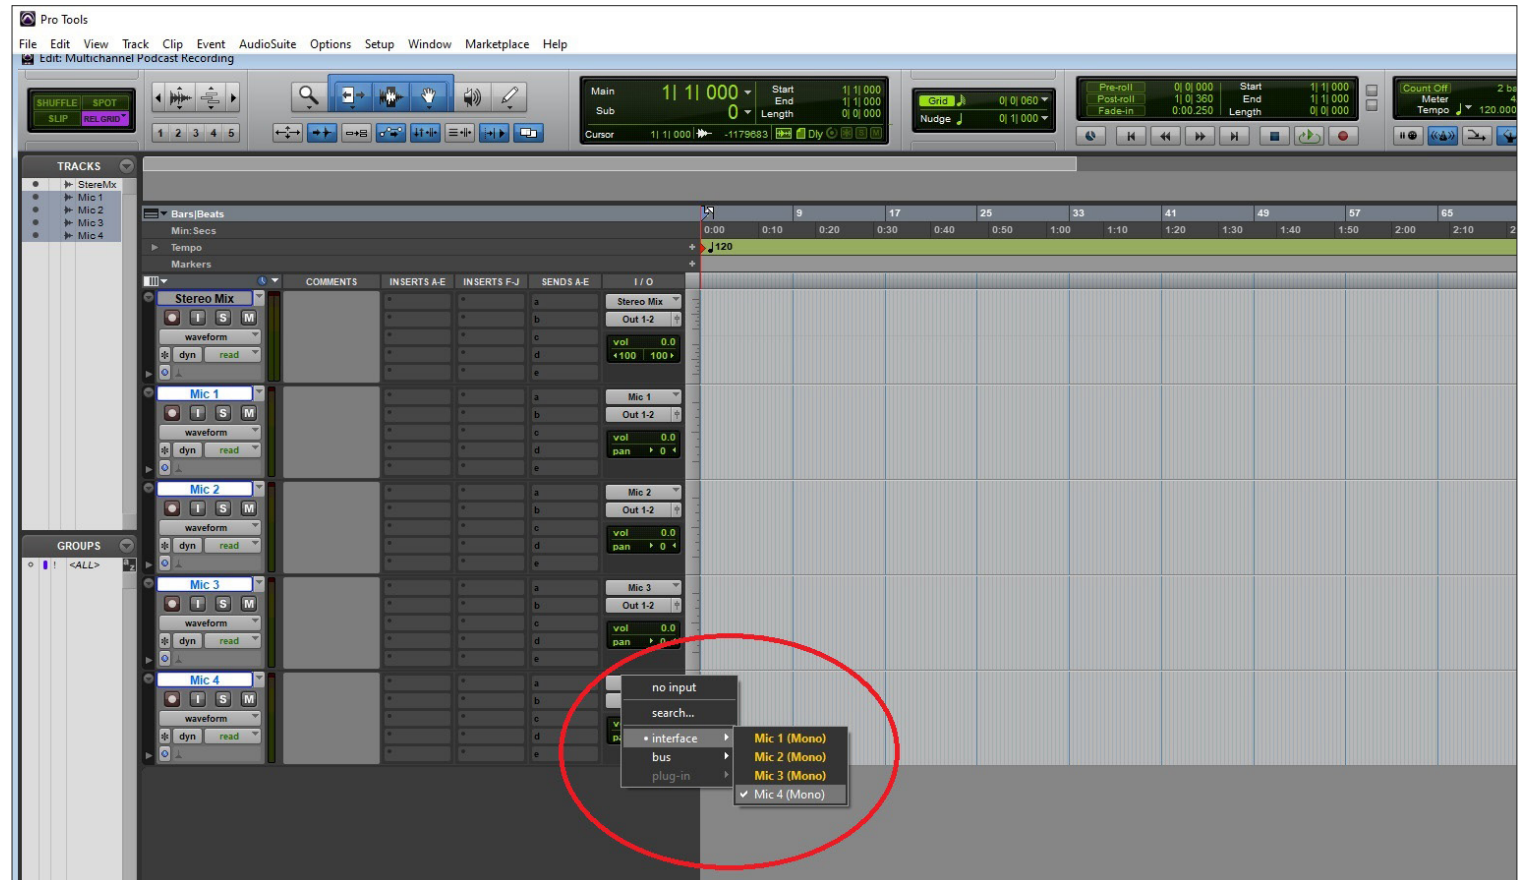 Pro Tools
File Edit View Track Clip Event AudioSuite Options Setup Window Marketplace Help
Edit: Multichannel Podcast Recording
SHUFFLE SPOT
SLIP REL GRID
1 2 3 4 5
Main 1| 1| 000
Sub 0
Start 1| 1| 000
End 1| 1| 000
Length 0| 0| 000
Cursor 1| 1| 000 -1179683 Dly S M
Grid 0| 0| 060
Nudge 0| 1| 000
Pre-roll 0| 0| 000
Post-roll 1| 0| 360
Fade-in 0:00.250
Start 1| 1| 000
End 1| 1| 000
Length 0| 0| 000
Count Off 2 ba
Meter 4
Tempo 120.000
TRACKS
StereMx
Mic 1
Mic 2
Mic 3
Mic 4
Bars|Beats 9 17 25 33 41 49 57 65
Min:Secs 0:00 0:10 0:20 0:30 0:40 0:50 1:00 1:10 1:20 1:30 1:40 1:50 2:00 2:10 2
Tempo 120
Markers
COMMENTS INSERTS A-E INSERTS F-J SENDS A-E I / O
Stereo Mix
I S M
waveform
dyn read
a
b
c
d
e
Stereo Mix
Out 1-2
vol 0.0
100 100
Mic 1
I S M
waveform
dyn read
a
b
c
d
e
Mic 1
Out 1-2
vol 0.0
pan 0
Mic 2
I S M
waveform
dyn read
a
b
c
d
e
Mic 2
Out 1-2
vol 0.0
pan 0
Mic 3
I S M
waveform
dyn read
a
b
c
d
e
Mic 3
Out 1-2
vol 0.0
pan 0
Mic 4
I S M
waveform
dyn read
a
b
c
d
e
no input
search...
• interface
bus
plug-in
Mic 1 (Mono)
Mic 2 (Mono)
Mic 3 (Mono)
✓ Mic 4 (Mono)
GROUPS
! <ALL> a z